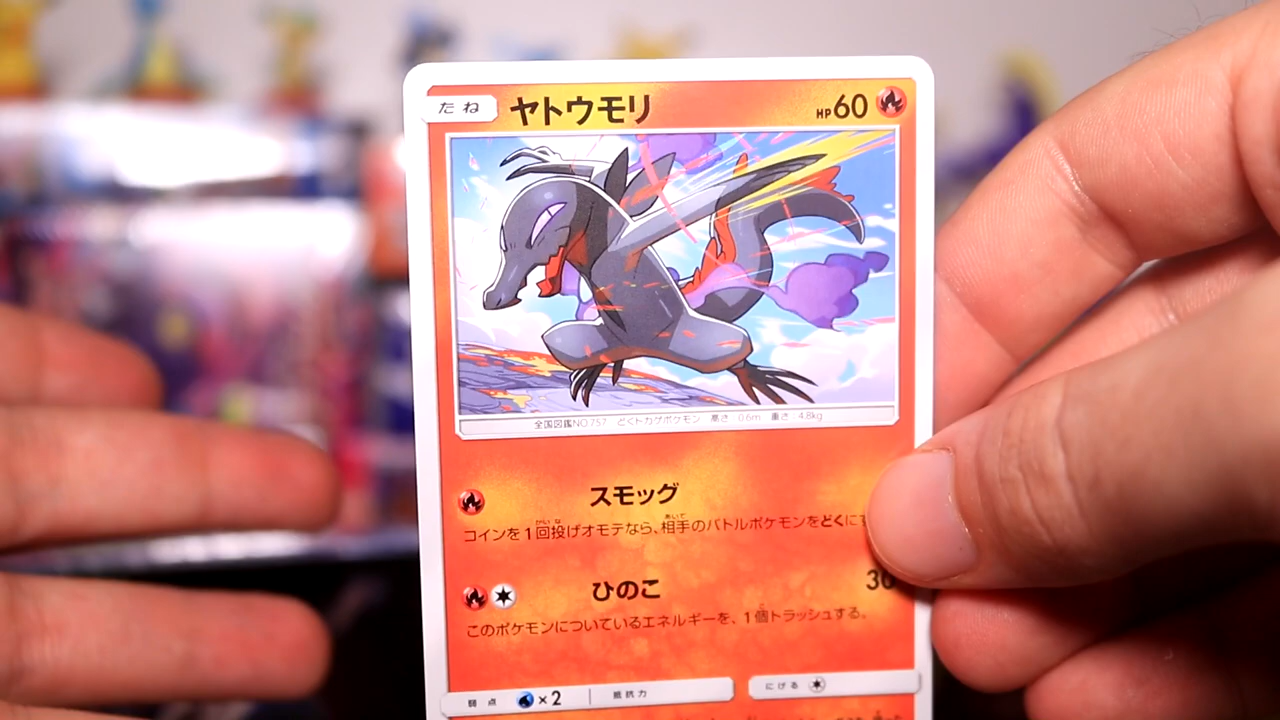 たね ヤトウモリ HP60
全国図鑑NO.757 どくトカゲポケモン 高さ:0.6m 重さ:4.8kg
スモッグ
コインを1回投げオモテなら、相手のバトルポケモンをどくに
ひのこ 30
このポケモンについているエネルギーを、1個トラッシュする。
弱点 ×2 抵抗力 にげる